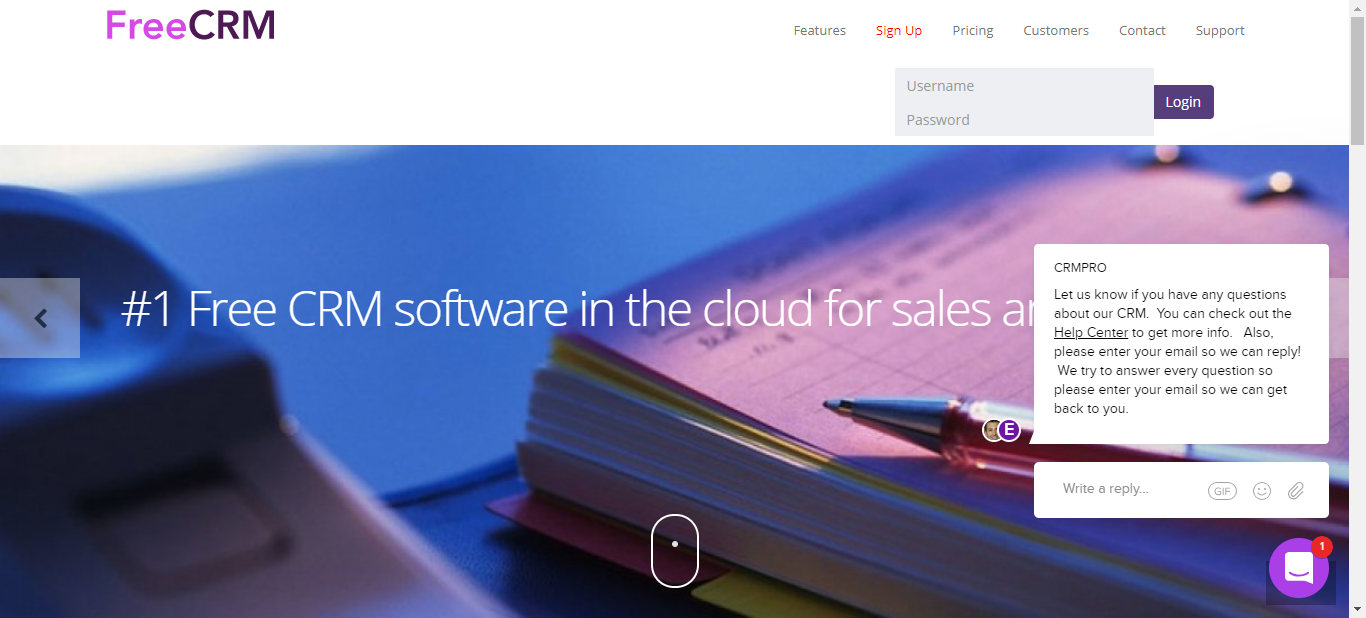 FreeCRM
Features Sign Up Pricing Customers Contact Support
Username
Password
Login
#1 Free CRM software in the cloud for sales
CRMPRO
Let us know if you have any questions
about our CRM. You can check out the
Help Center to get more info. Also,
please enter your email so we can reply!
We try to answer every question so
please enter your email so we can get
back to you.
E
Write a reply...
GIF
1